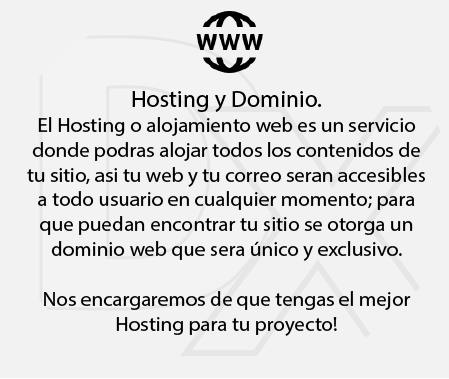 WWW
Hosting y Dominio.
El Hosting o alojamiento web es un servicio
donde podras alojar todos los contenidos de
tu sitio, asi tu web y tu correo seran accesibles
a todo usuario en cualquier momento; para
que puedan encontrar tu sitio se otorga un
dominio web que sera único y exclusivo.
Nos encargaremos de que tengas el mejor
Hosting para tu proyecto!
DX